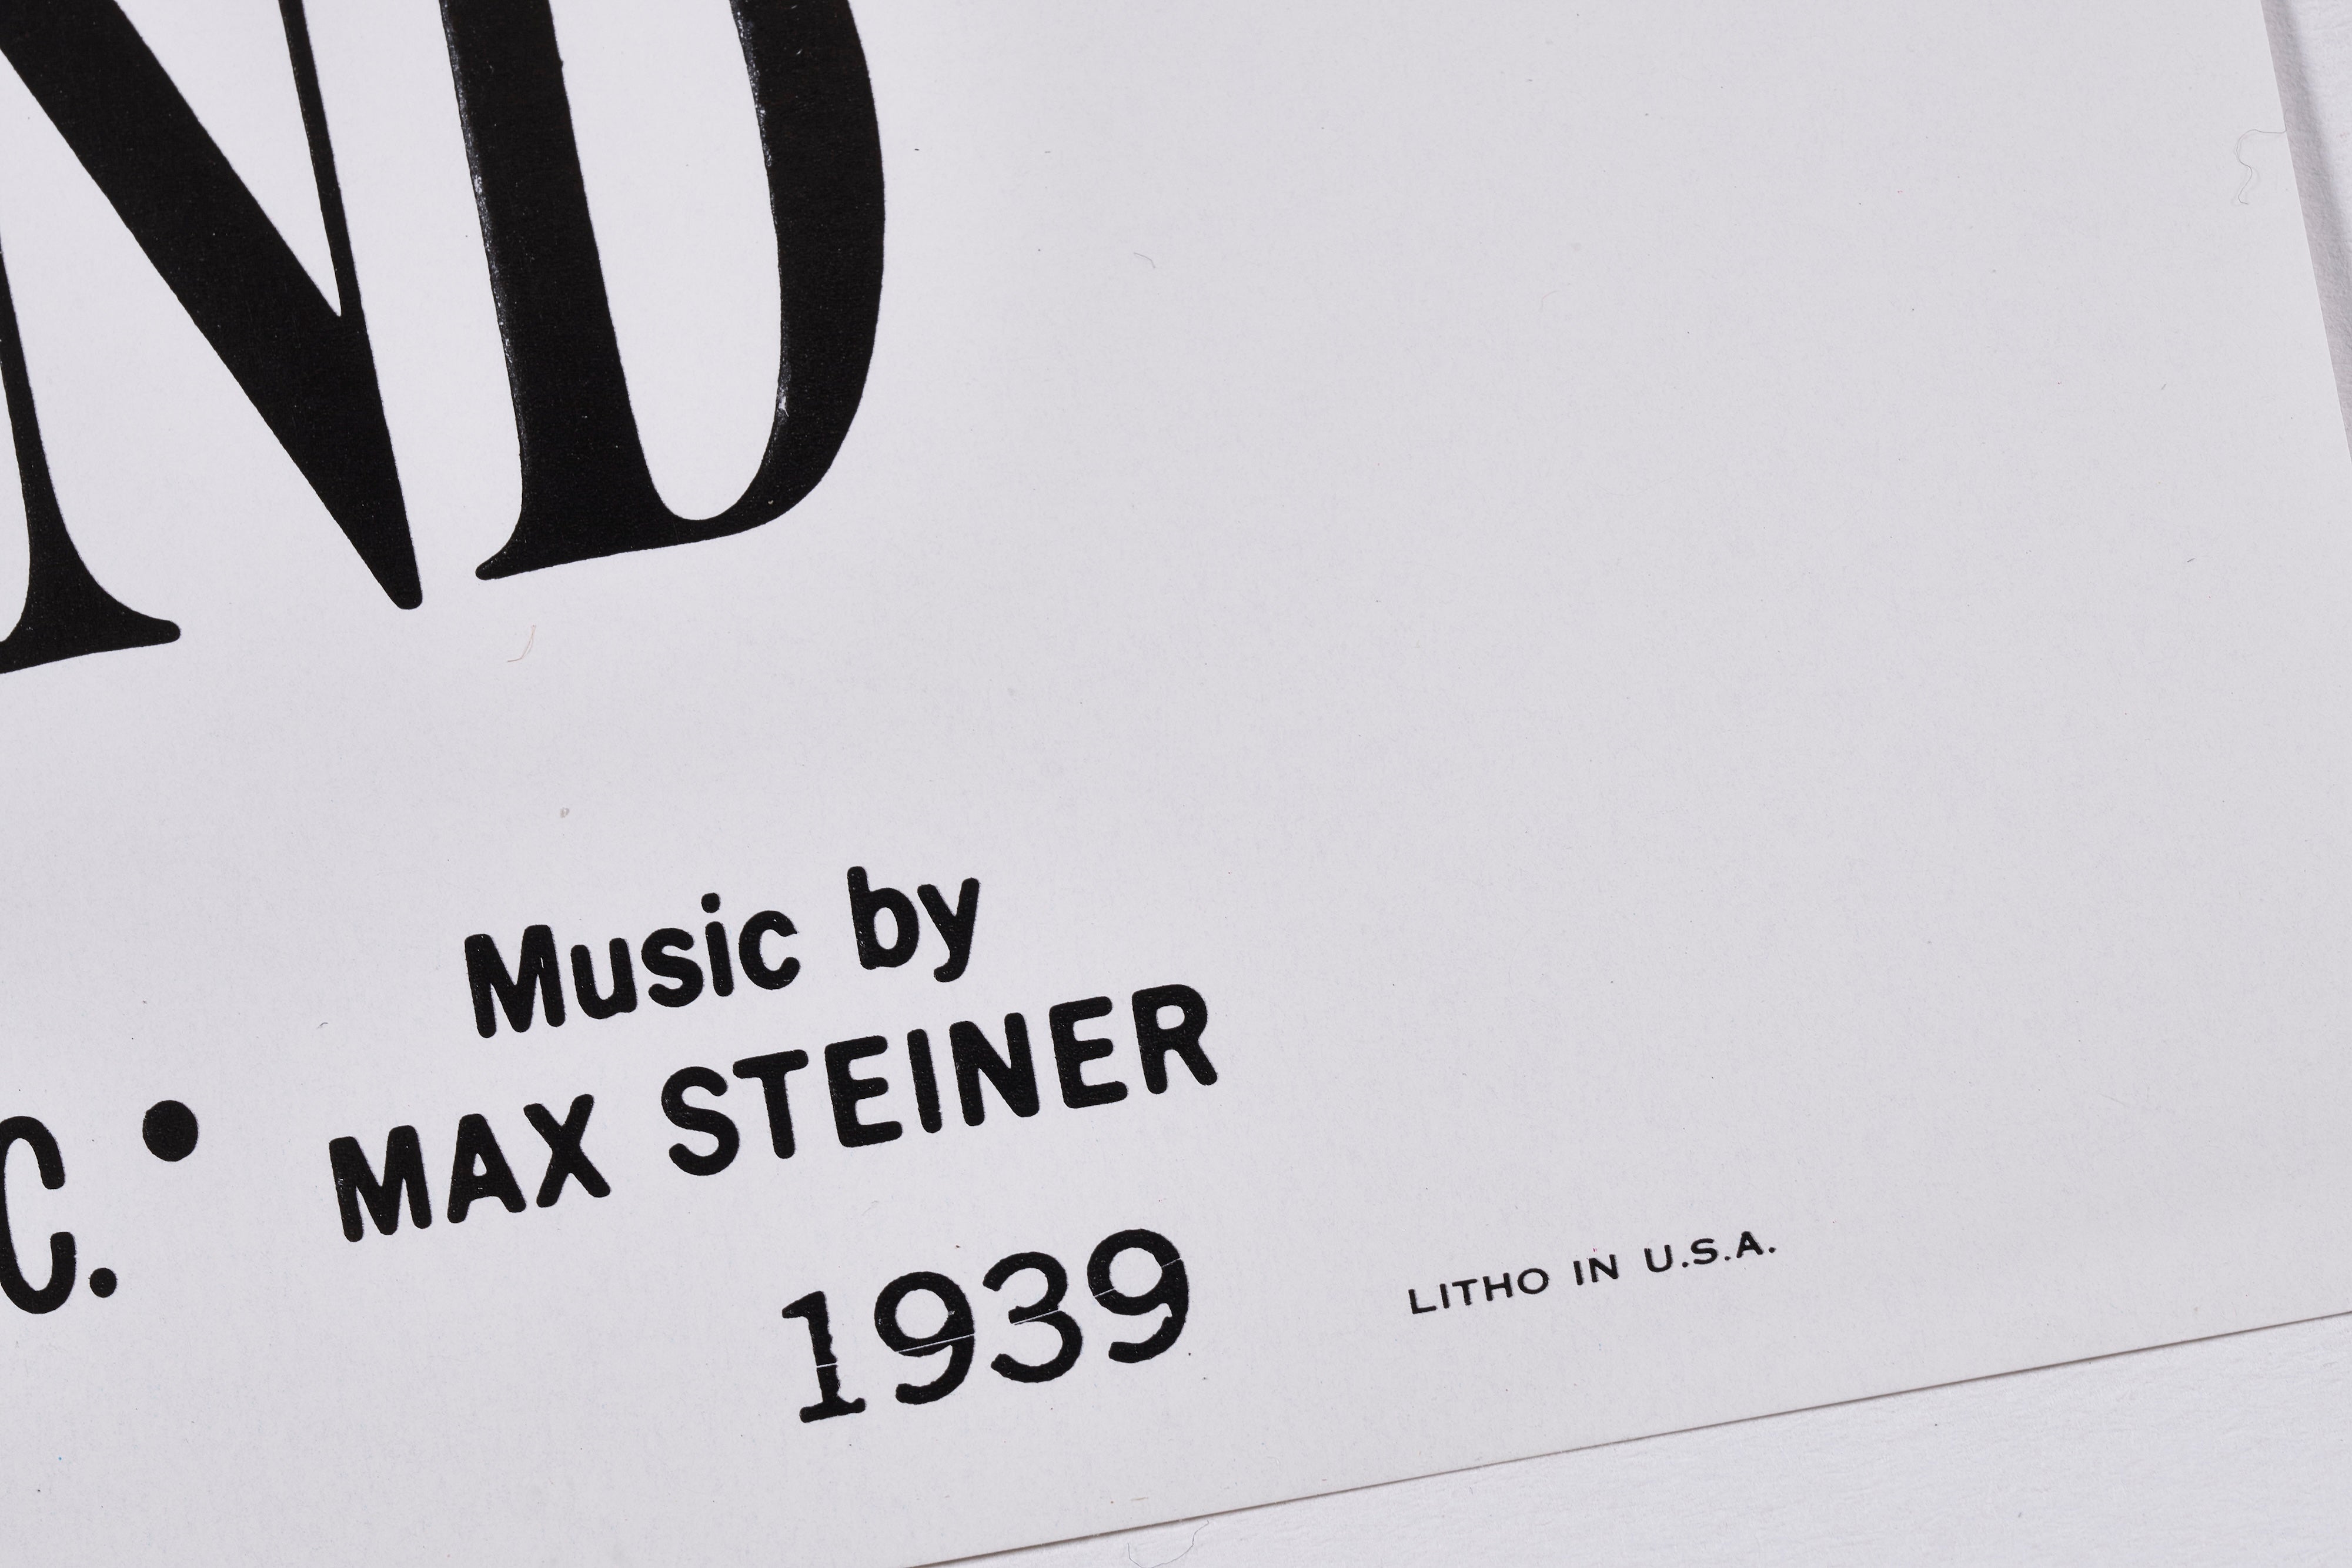 ND
Music by
C. • MAX STEINER
1939
LITHO IN U.S.A.